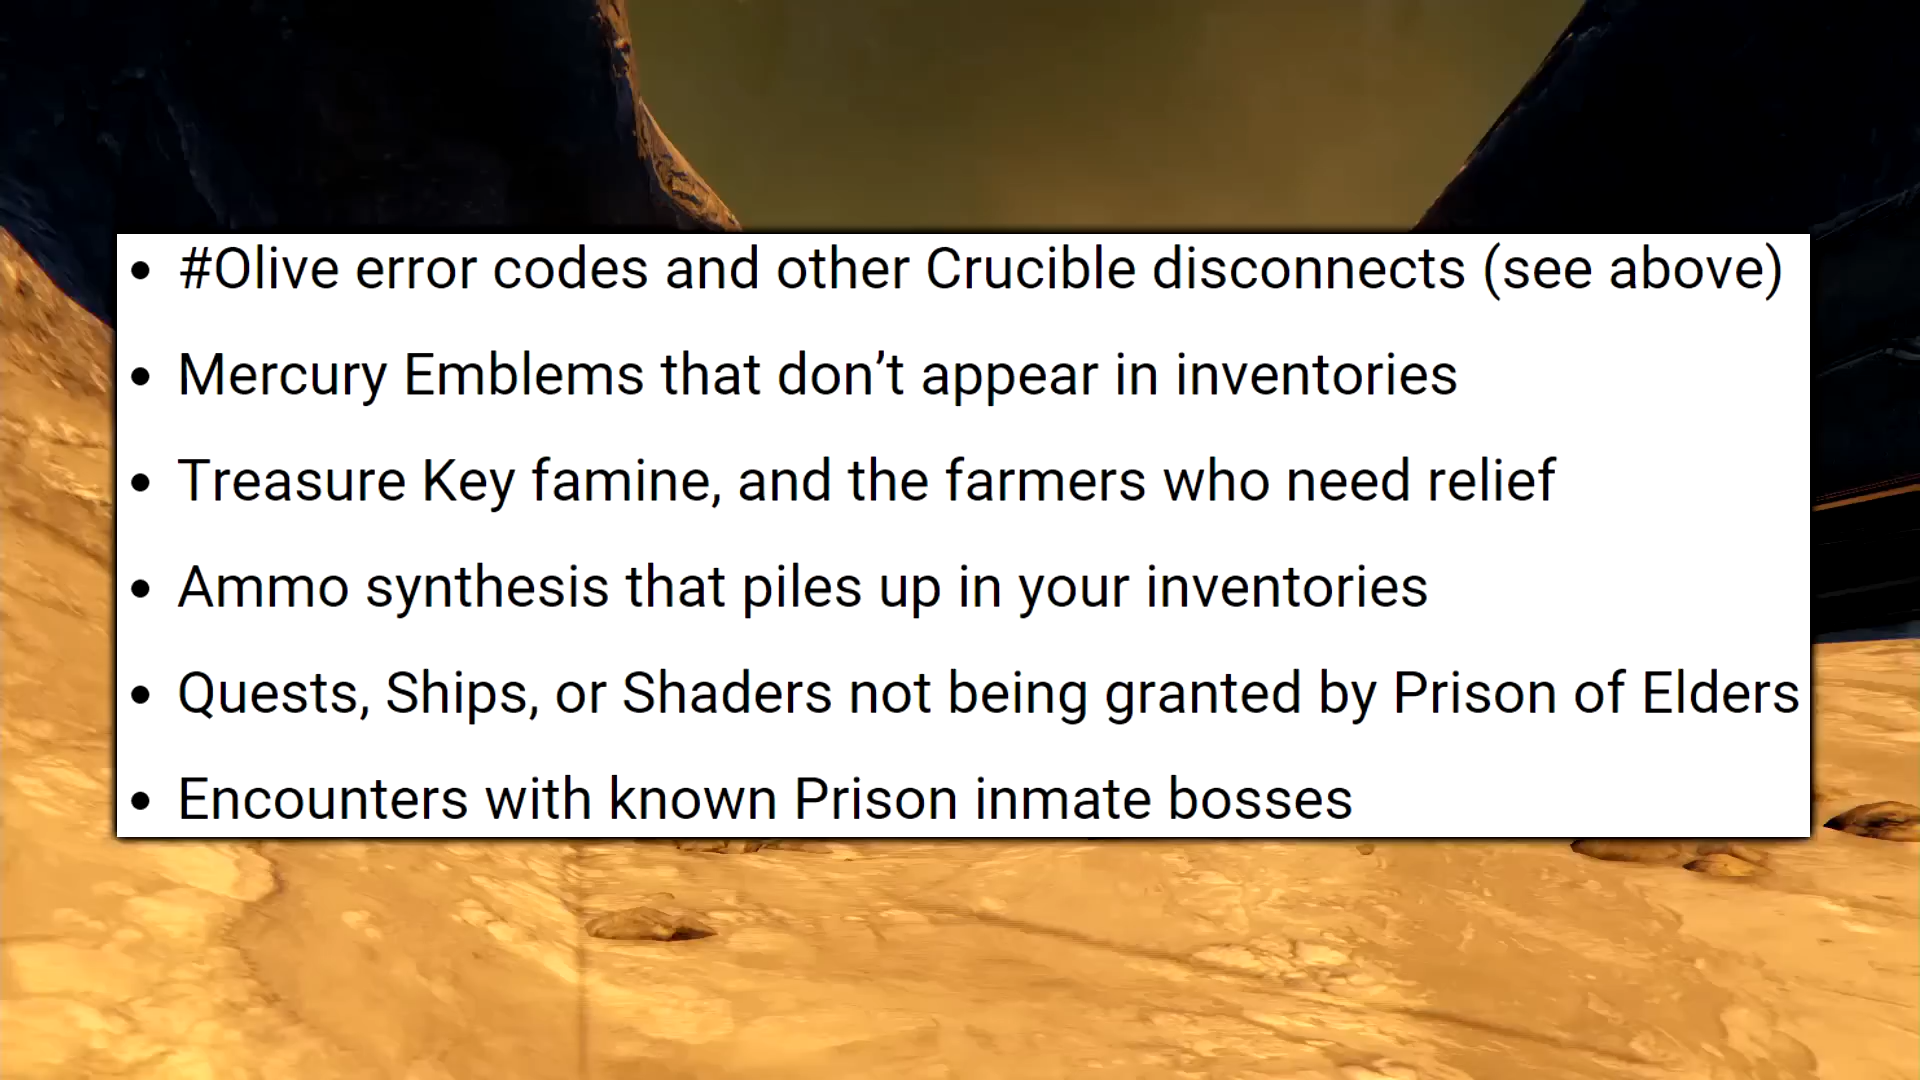 • #Olive error codes and other Crucible disconnects (see above)
• Mercury Emblems that don’t appear in inventories
• Treasure Key famine, and the farmers who need relief
• Ammo synthesis that piles up in your inventories
• Quests, Ships, or Shaders not being granted by Prison of Elders
• Encounters with known Prison inmate bosses